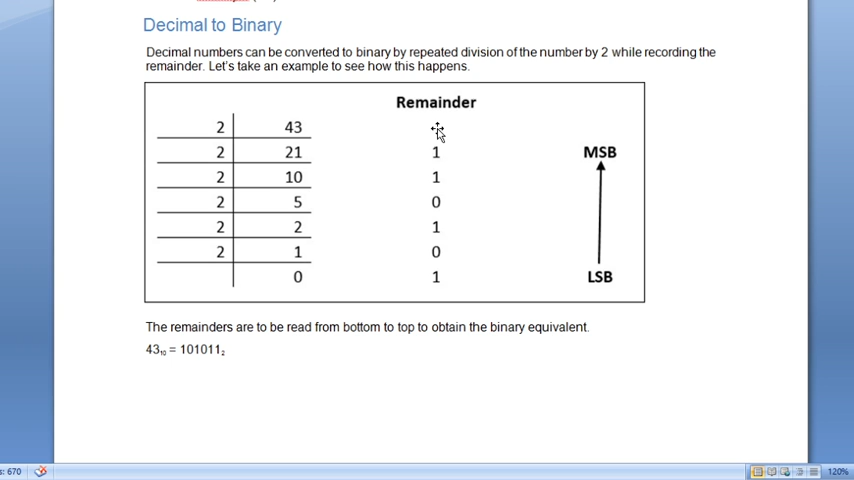 Decimal to Binary
Decimal numbers can be converted to binary by repeated division of the number by 2 while recording the
remainder. Let's take an example to see how this happens.
Remainder
2 43
2 21 1 MSB
2 10 1
2 5 0
2 2 1
2 1 0
0 1 LSB
The remainders are to be read from bottom to top to obtain the binary equivalent.
43₁₀ = 101011₂
s: 670 120%